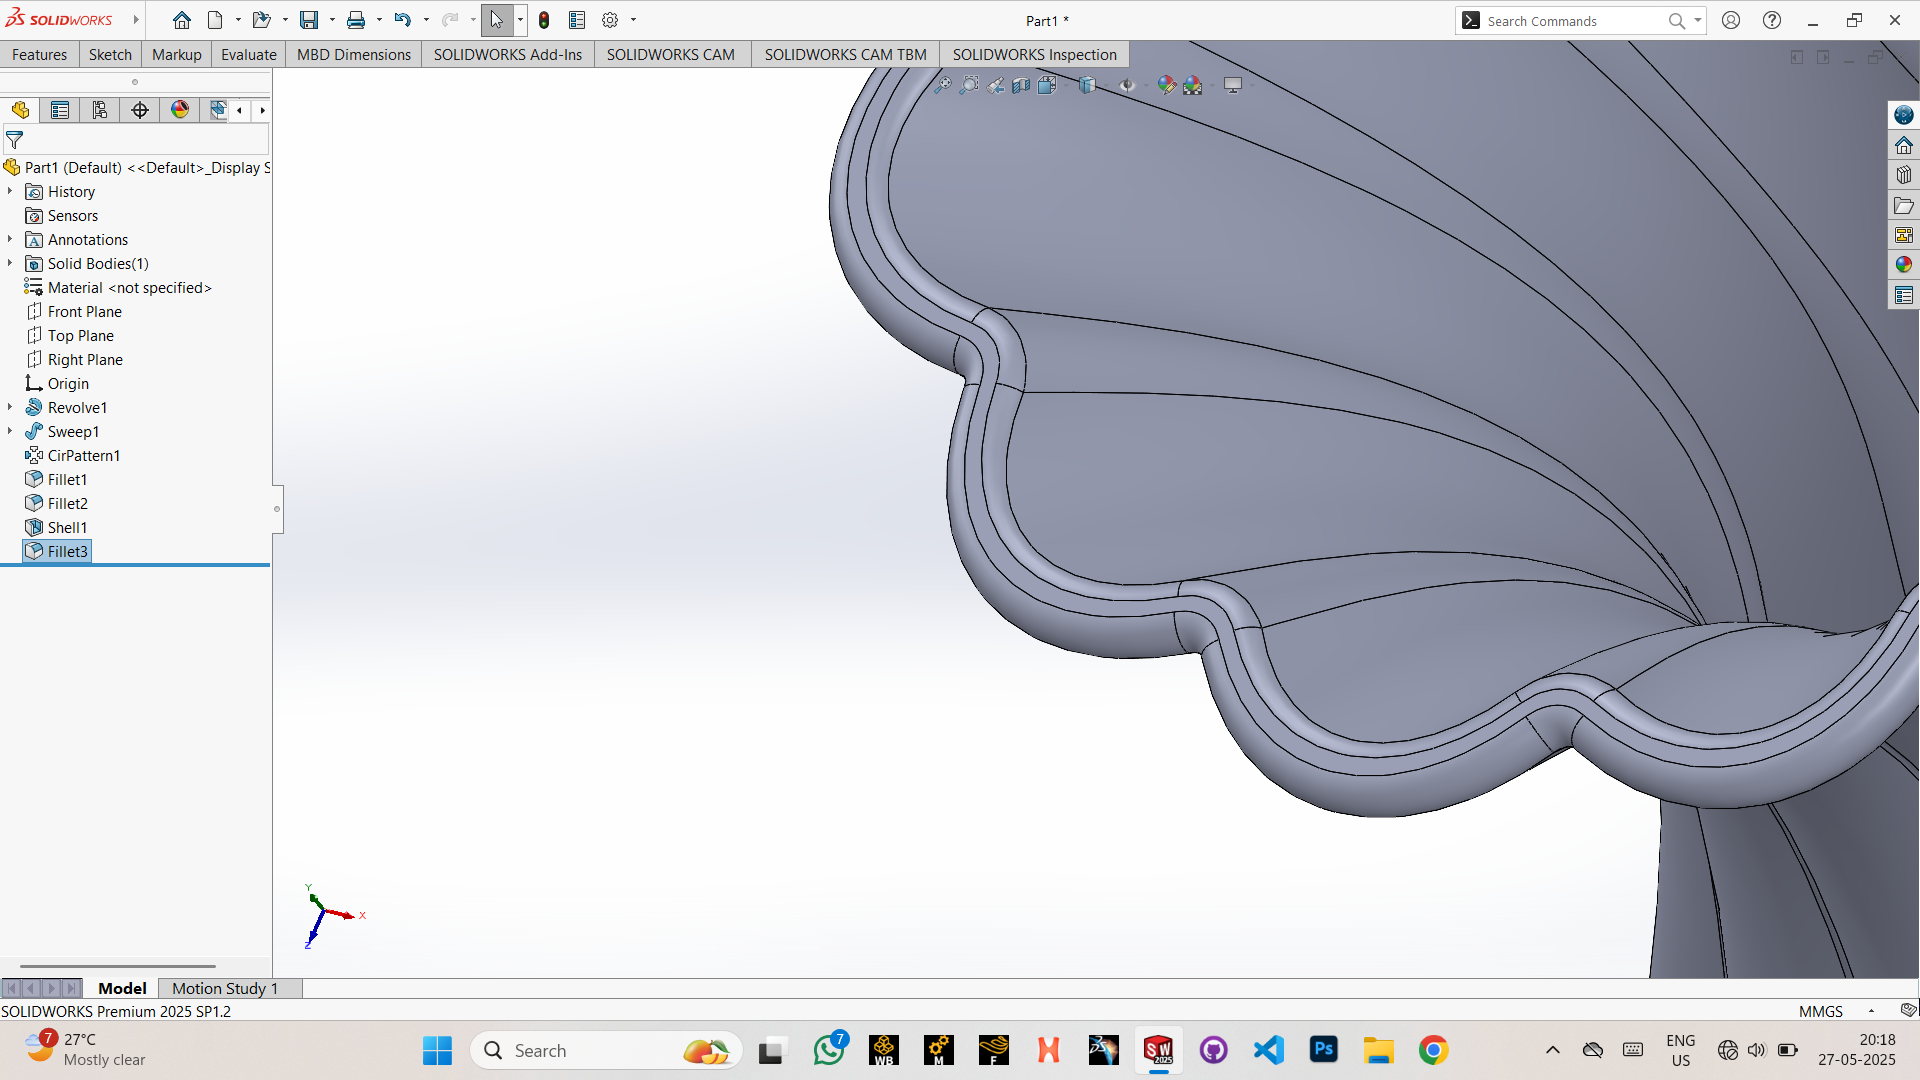 SOLIDWORKS
Part1 *
Search Commands
Features
Sketch
Markup
Evaluate
MBD Dimensions
SOLIDWORKS Add-Ins
SOLIDWORKS CAM
SOLIDWORKS CAM TBM
SOLIDWORKS Inspection
Part1 (Default) <<Default>_Display S
History
Sensors
Annotations
Solid Bodies(1)
Material <not specified>
Front Plane
Top Plane
Right Plane
Origin
Revolve1
Sweep1
CirPattern1
Fillet1
Fillet2
Shell1
Fillet3
Y
X
Z
Model
Motion Study 1
SOLIDWORKS Premium 2025 SP1.2
MMGS
7
27°C
Mostly clear
Search
7
WB
M
F
SW
2025
Ps
ENG
US
20:18
27-05-2025